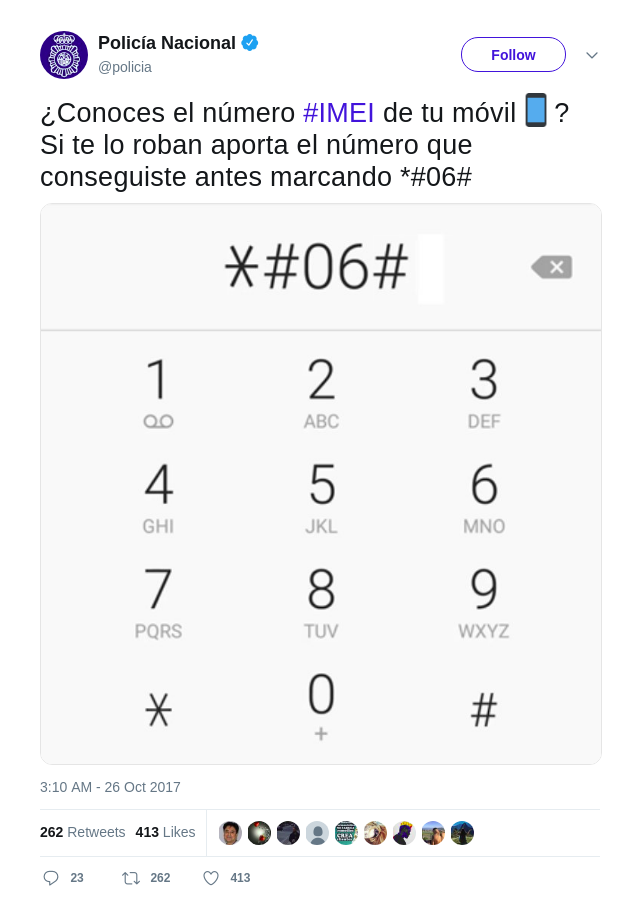 Policía Nacional
@policia
Follow
¿Conoces el número #IMEI de tu móvil 📱?
Si te lo roban aporta el número que
conseguiste antes marcando *#06#
*#06#
1 2 3
ABC DEF
4 5 6
GHI JKL MNO
7 8 9
PQRS TUV WXYZ
* 0 #
+
3:10 AM - 26 Oct 2017
262 Retweets 413 Likes
23 262 413